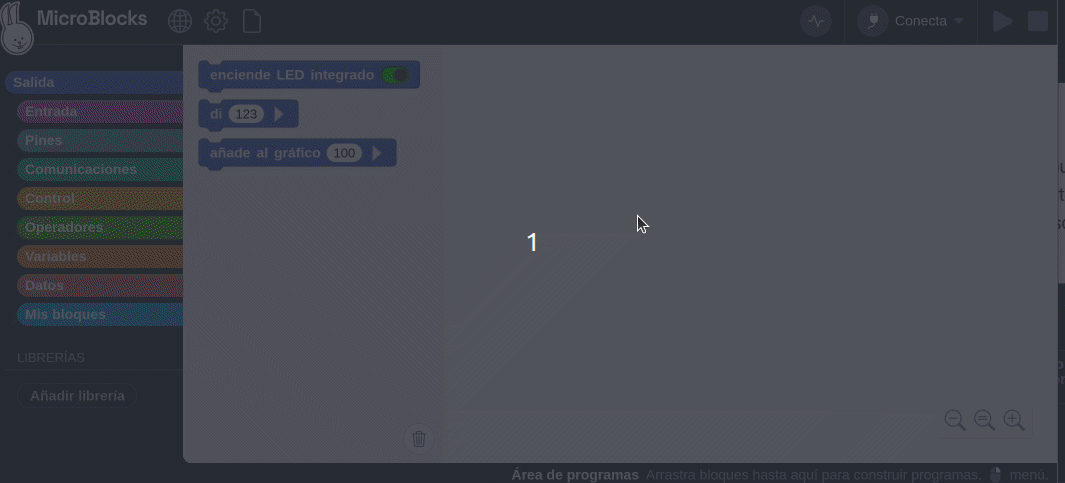 MicroBlocks
Conecta
Salida
Entrada
Pines
Comunicaciones
Control
Operadores
Variables
Datos
Mis bloques
LIBRERÍAS
Añadir librería
enciende LED integrado
di 123
añade al gráfico 100
1
Área de programas Arrastra bloques hasta aquí para construir programas. menú.